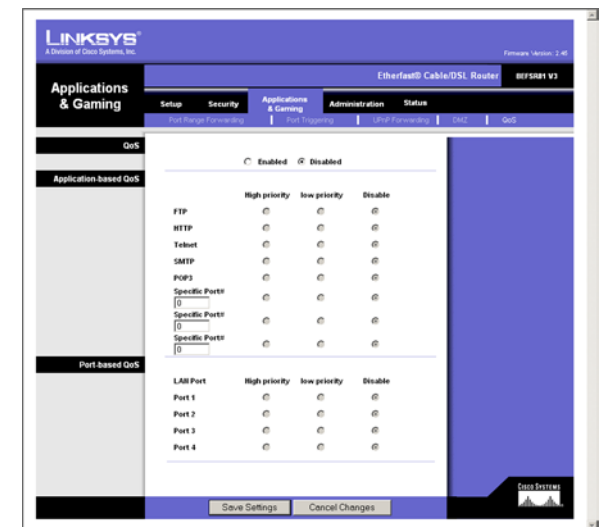 LINKSYS®
A Division of Cisco Systems, Inc.
Firmware Version: 2.45
Etherfast® Cable/DSL Router BEFSR81 V3
Applications & Gaming
Setup Security Applications & Gaming Administration Status
Port Range Forwarding | Port Triggering | UPnP Forwarding | DMZ | QoS
QoS
Enabled Disabled
Application-based QoS
High priority low priority Disable
FTP
HTTP
Telnet
SMTP
POP3
Specific Port#
0
Specific Port#
0
Specific Port#
0
Port-based QoS
LAN Port High priority low priority Disable
Port 1
Port 2
Port 3
Port 4
Save Settings Cancel Changes
CISCO SYSTEMS